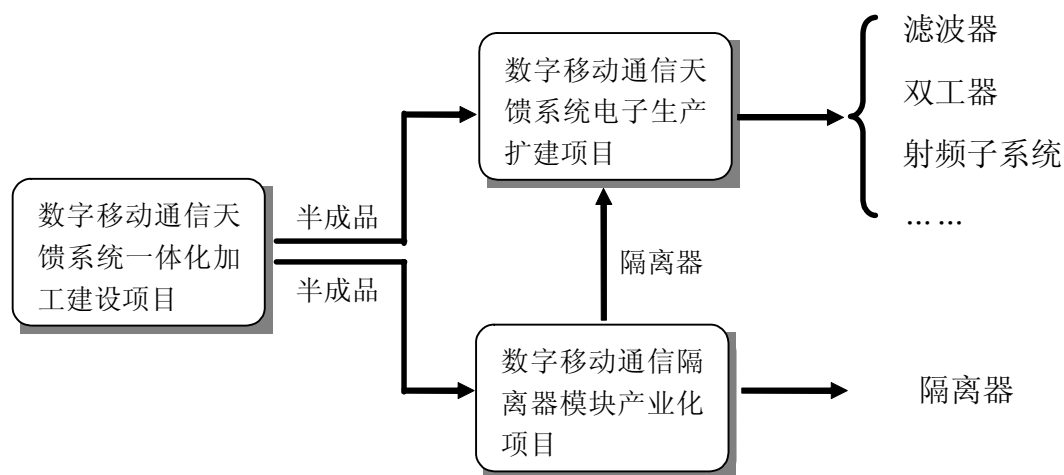 数字移动通信天
馈系统一体化加
工建设项目
半成品
半成品
数字移动通信天
馈系统电子生产
扩建项目
隔离器
数字移动通信隔
离器模块产业化
项目
滤波器
双工器
射频子系统
……
隔离器